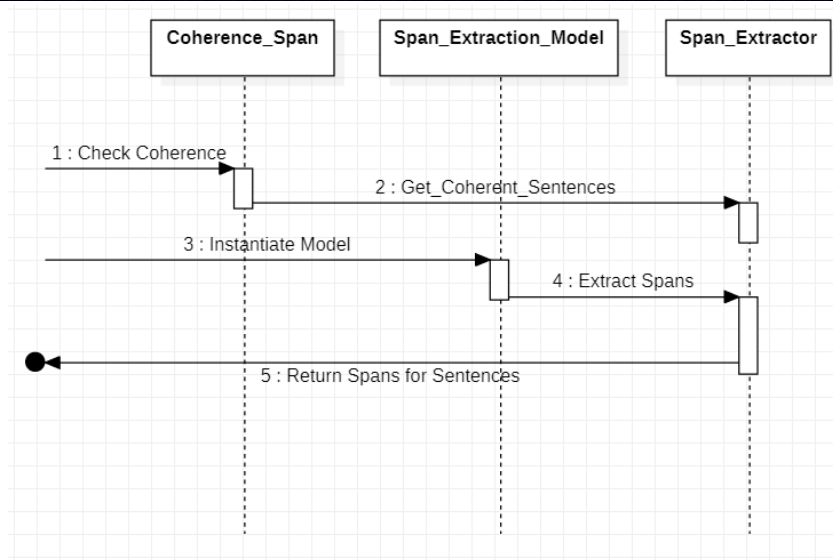 Coherence_Span
Span_Extraction_Model
Span_Extractor
1 : Check Coherence
2 : Get_Coherent_Sentences
3 : Instantiate Model
4 : Extract Spans
5 : Return Spans for Sentences